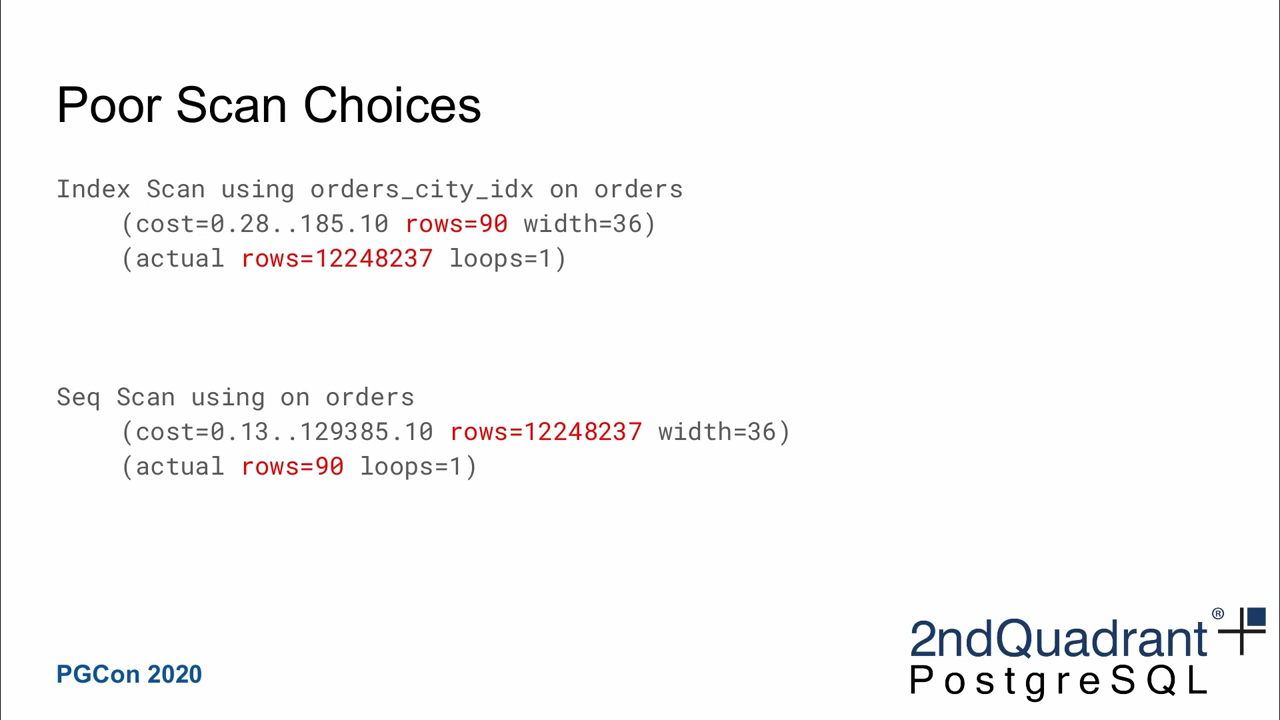 Poor Scan Choices
Index Scan using orders_city_idx on orders
(cost=0.28..185.10 rows=90 width=36)
(actual rows=12248237 loops=1)
Seq Scan using on orders
(cost=0.13..129385.10 rows=12248237 width=36)
(actual rows=90 loops=1)
PGCon 2020
2ndQuadrant®
PostgreSQL